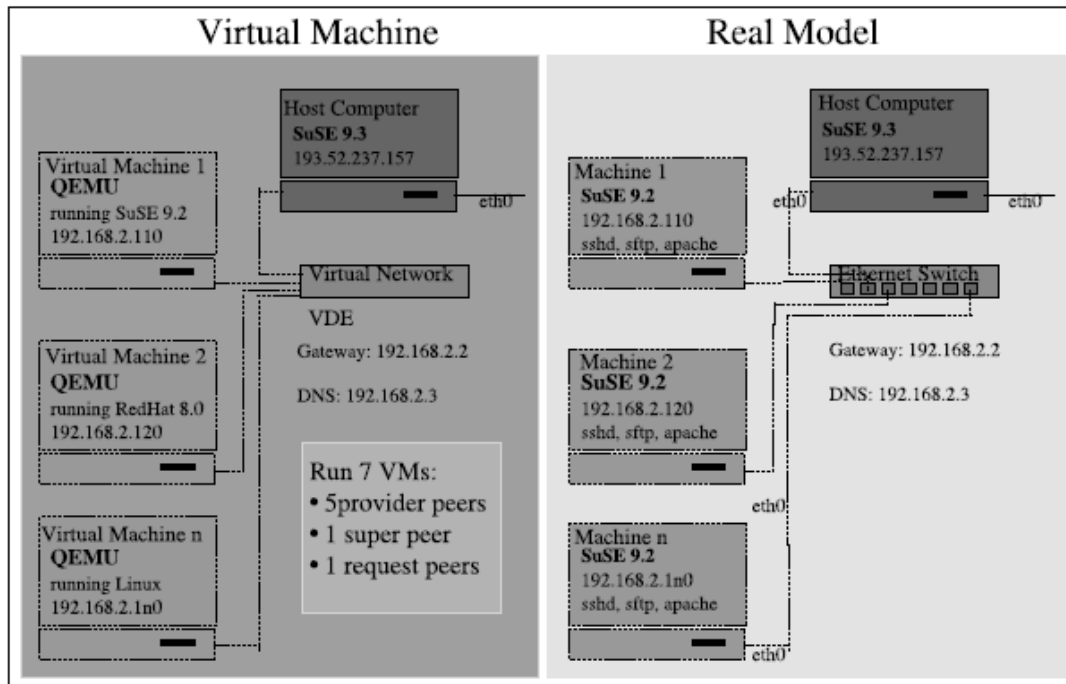 Virtual Machine
Host Computer
SuSE 9.3
193.52.237.157
eth0
Virtual Machine 1
QEMU
running SuSE 9.2
192.168.2.110
Virtual Network
VDE
Gateway: 192.168.2.2
DNS: 192.168.2.3
Virtual Machine 2
QEMU
running RedHat 8.0
192.168.2.120
Run 7 VMs:
• 5provider peers
• 1 super peer
• 1 request peers
Virtual Machine n
QEMU
running Linux
192.168.2.1n0
Real Model
Host Computer
SuSE 9.3
193.52.237.157
eth0
eth0
Machine 1
SuSE 9.2
192.168.2.110
sshd, sftp, apache
Ethernet Switch
Gateway: 192.168.2.2
DNS: 192.168.2.3
Machine 2
SuSE 9.2
192.168.2.120
sshd, sftp, apache
eth0
Machine n
SuSE 9.2
192.168.2.1n0
sshd, sftp, apache
eth0